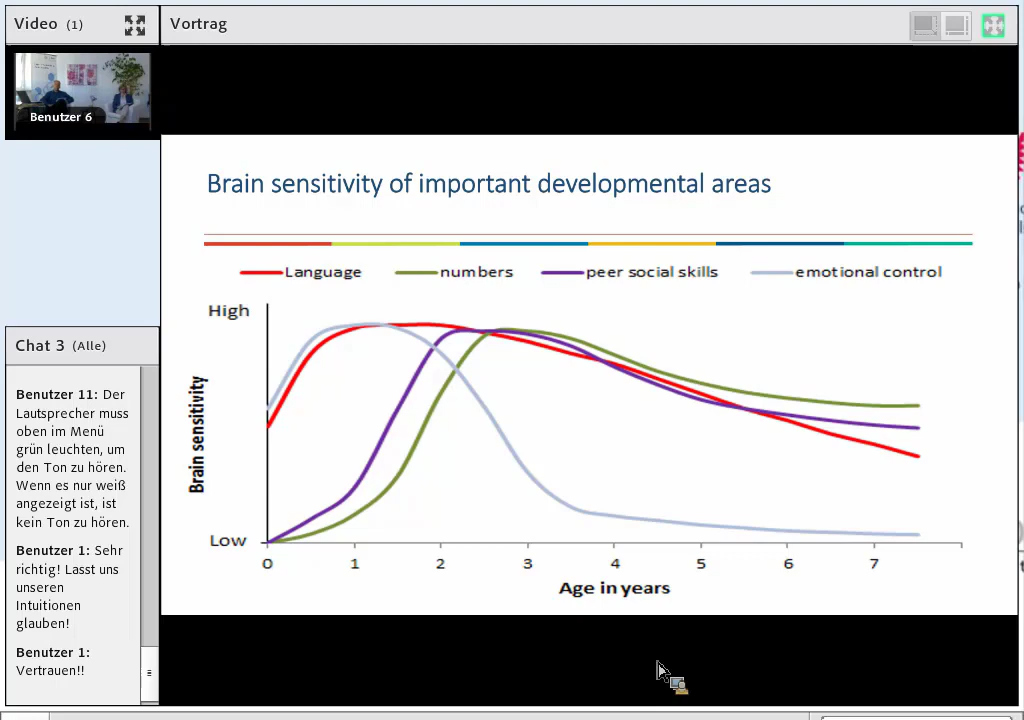 Video (1)
Vortrag
Benutzer 6
Brain sensitivity of important developmental areas
Language numbers peer social skills emotional control
High
Brain sensitivity
Low
0 1 2 3 4 5 6 7
Age in years
Chat 3 (Alle)
Benutzer 11: Der
Lautsprecher muss
oben im Menü
grün leuchten, um
den Ton zu hören.
Wenn es nur weiß
angezeigt ist, ist
kein Ton zu hören.
Benutzer 1: Sehr
richtig! Lasst uns
unseren
Intuitionen
glauben!
Benutzer 1:
Vertrauen!!